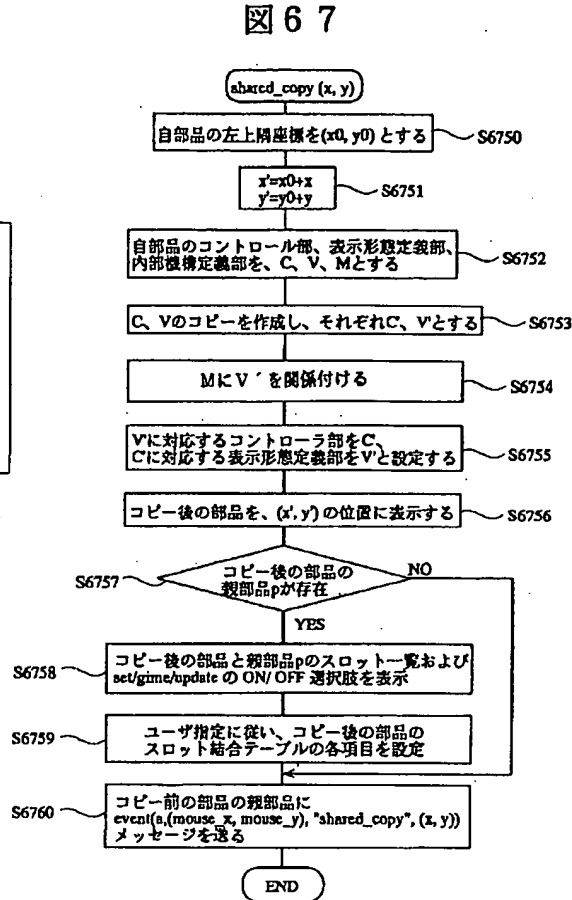 図６７
shared_copy (x, y)
自部品の左上隅座標を(x0, y0) とする
S6750
x'=x0+x
y'=y0+y
S6751
自部品のコントロール部、表示形態定義部、
内部機構定義部を、C、V、Mとする
S6752
C、Vのコピーを作成し、それぞれC'、V'とする
S6753
MにV´を関係付ける
S6754
V'に対応するコントローラ部をC'、
C'に対応する表示形態定義部をV'と設定する
S6755
コピー後の部品を、(x', y') の位置に表示する
S6756
コピー後の部品の
親部品pが存在
S6757
NO
YES
コピー後の部品と親部品pのスロット一覧および
set/gime/update の ON/ OFF 選択肢を表示
S6758
ユーザ指定に従い、コピー後の部品の
スロット結合テーブルの各項目を設定
S6759
コピー前の部品の親部品に
event(a,(mouse_x, mouse_y), "shared_copy", (x, y))
メッセージを送る
S6760
END